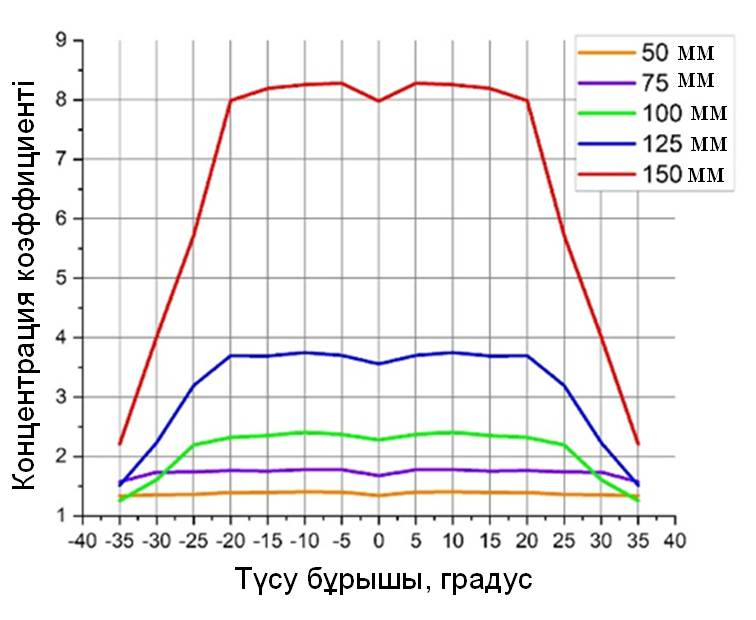 Концентрация коэффициенті
9
8
7
6
5
4
3
2
1
50 мм
75 мм
100 мм
125 мм
150 мм
-40 -35 -30 -25 -20 -15 -10 -5 0 5 10 15 20 25 30 35 40
Түсу бұрышы, градус